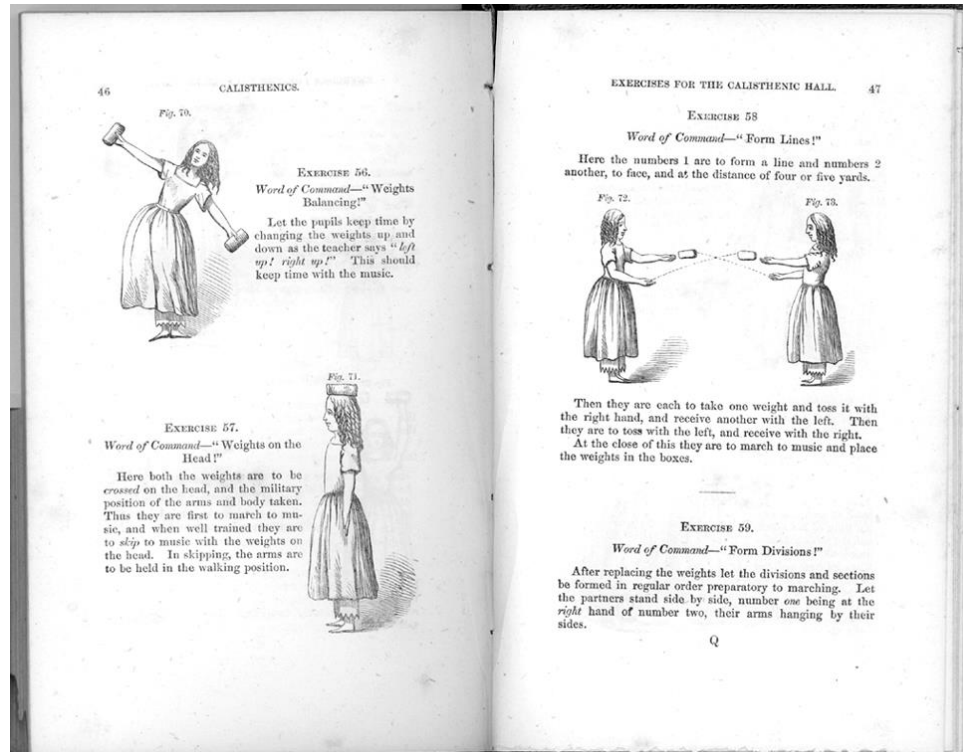 46
CALISTHENICS.
Fig. 70.
EXERCISE 56.
Word of Command—“Weights
Balancing!”
Let the pupils keep time by
changing the weights up and
down as the teacher says “left
up! right up!” This should
keep time with the music.
Fig. 71.
EXERCISE 57.
Word of Command—“Weights on the
Head!”
Here both the weights are to be
crossed on the head, and the military
position of the arms and body taken.
Thus they are first to march to mu-
sic, and when well trained they are
to skip to music with the weights on
the head. In skipping, the arms are
to be held in the walking position.
EXERCISES FOR THE CALISTHENIC HALL.
47
EXERCISE 58
Word of Command—“Form Lines!”
Here the numbers 1 are to form a line and numbers 2
another, to face, and at the distance of four or five yards.
Fig. 72.
Fig. 73.
Then they are each to take one weight and toss it with
the right hand, and receive another with the left. Then
they are to toss with the left, and receive with the right.
At the close of this they are to march to music and place
the weights in the boxes.
EXERCISE 59.
Word of Command—“Form Divisions!”
After replacing the weights let the divisions and sections
be formed in regular order preparatory to marching. Let
the partners stand side by side, number one being at the
right hand of number two, their arms hanging by their
sides.
Q